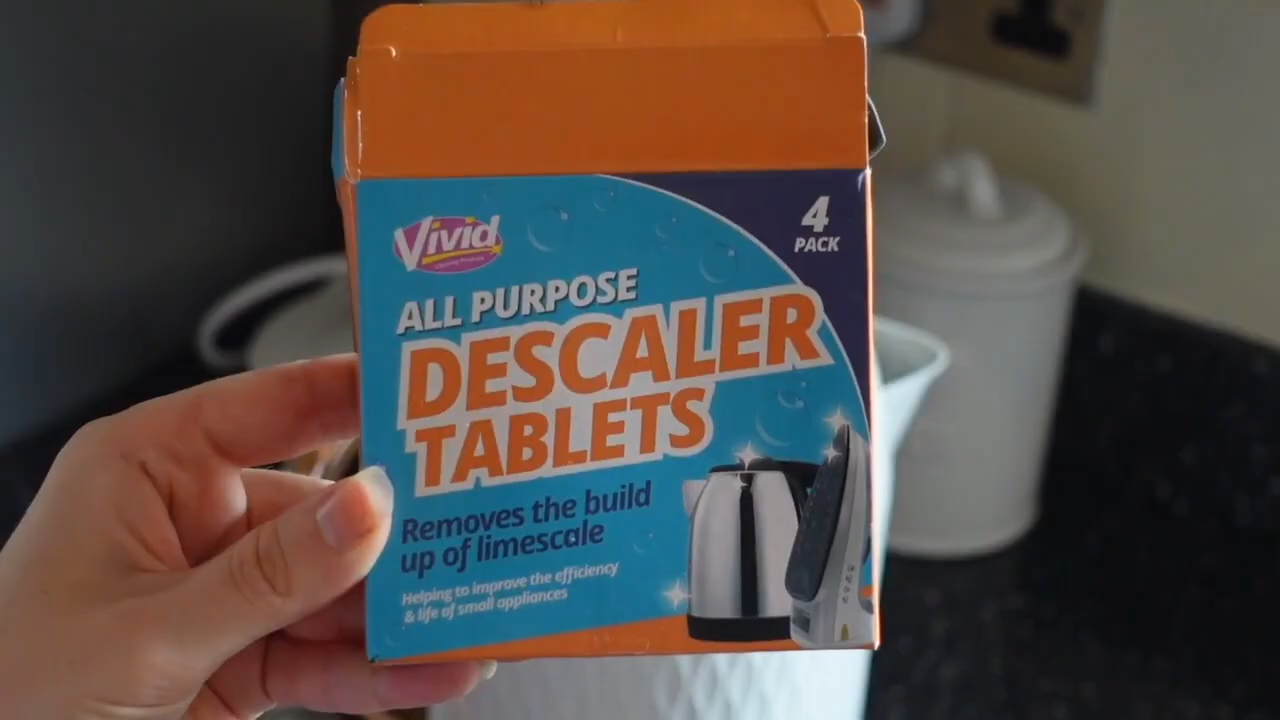 Vivid
4
PACK
ALL PURPOSE
DESCALER
TABLETS
Removes the build
up of limescale
Helping to improve the efficiency
& life of small appliances